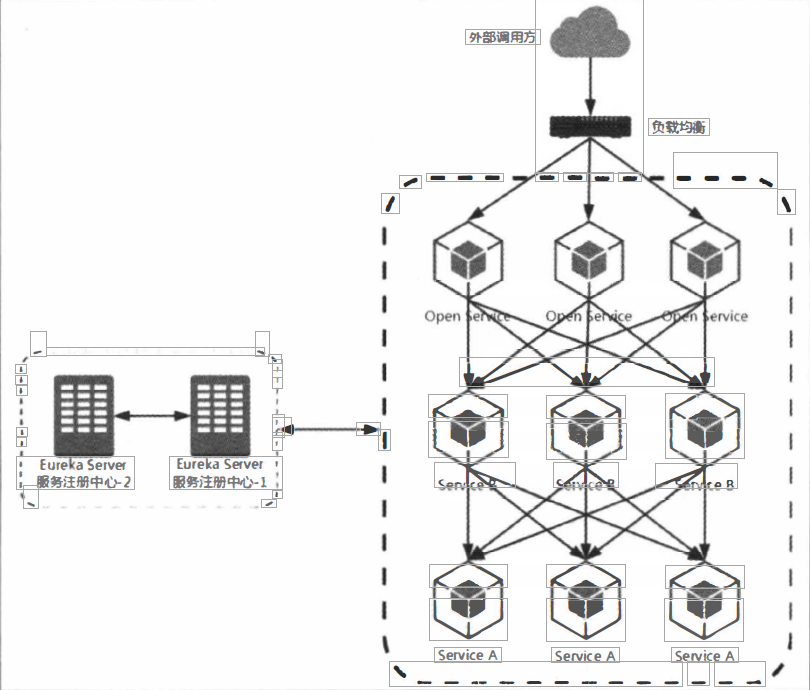 外部调用方
负载均衡
Open Service
Open Service
Open Service
Eureka Server
服务注册中心-2
Eureka Server
服务注册中心-1
Service B
Service B
Service B
Service A
Service A
Service A